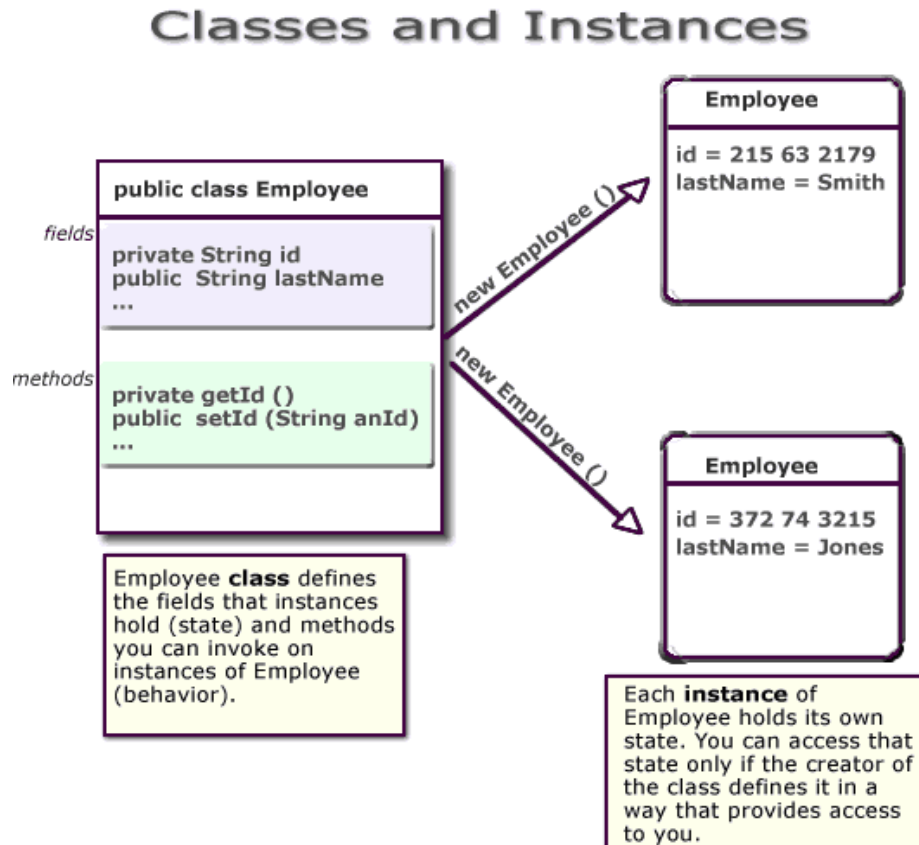 Classes and Instances
public class Employee
fields
private String id
public String lastName
...
methods
private getId ()
public setId (String anId)
...
Employee class defines
the fields that instances
hold (state) and methods
you can invoke on
instances of Employee
(behavior).
new Employee ()
new Employee ()
Employee
id = 215 63 2179
lastName = Smith
Employee
id = 372 74 3215
lastName = Jones
Each instance of
Employee holds its own
state. You can access that
state only if the creator of
the class defines it in a
way that provides access
to you.